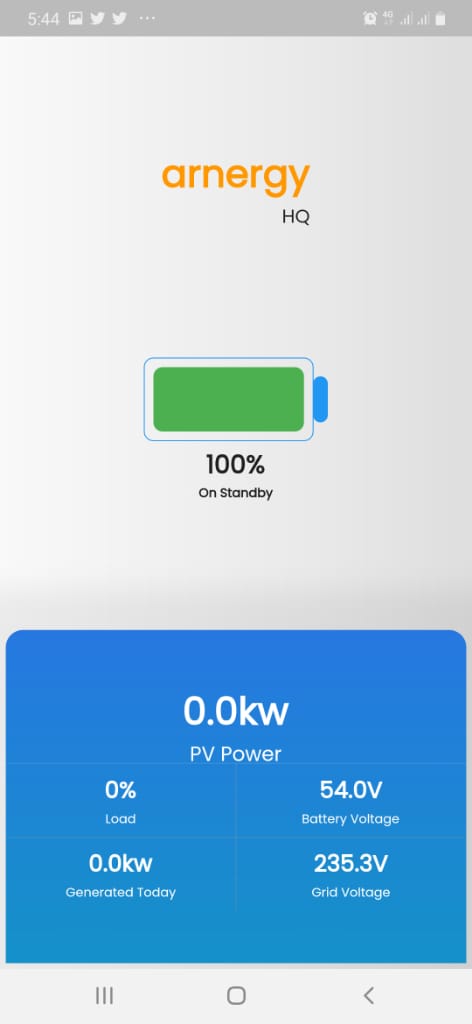 5:44
4G
arnergy
HQ
100%
On Standby
0.0kw
PV Power
0%
Load
54.0V
Battery Voltage
0.0kw
Generated Today
235.3V
Grid Voltage